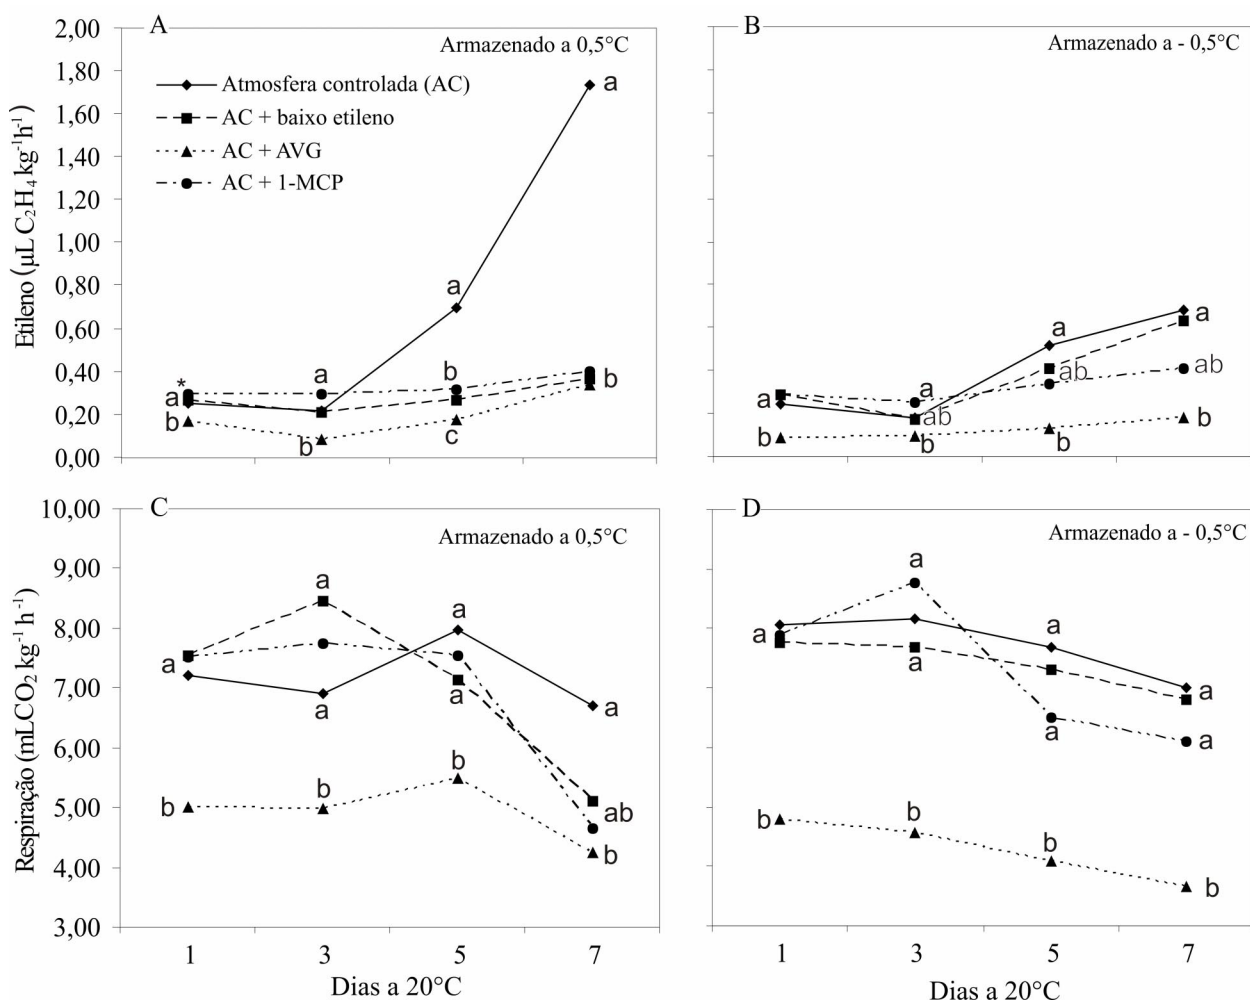 A
Armazenado a 0,5°C
Atmosfera controlada (AC)
AC + baixo etileno
AC + AVG
AC + 1-MCP
Etileno (µL C₂H₄ kg⁻¹h⁻¹)
2,00
1,80
1,60
1,40
1,20
1,00
0,80
0,60
0,40
0,20
0,00
*
a
b
a
b
a
b
c
a
b
B
Armazenado a - 0,5°C
a
b
a
ab
b
a
ab
b
a
ab
b
C
Armazenado a 0,5°C
Respiração (mLCO₂ kg⁻¹ h⁻¹)
10,00
9,00
8,00
7,00
6,00
5,00
4,00
3,00
a
b
a
a
b
a
a
b
a
ab
b
1 3 5 7
Dias a 20°C
D
Armazenado a - 0,5°C
a
b
a
a
b
a
a
b
a
a
b
1 3 5 7
Dias a 20°C